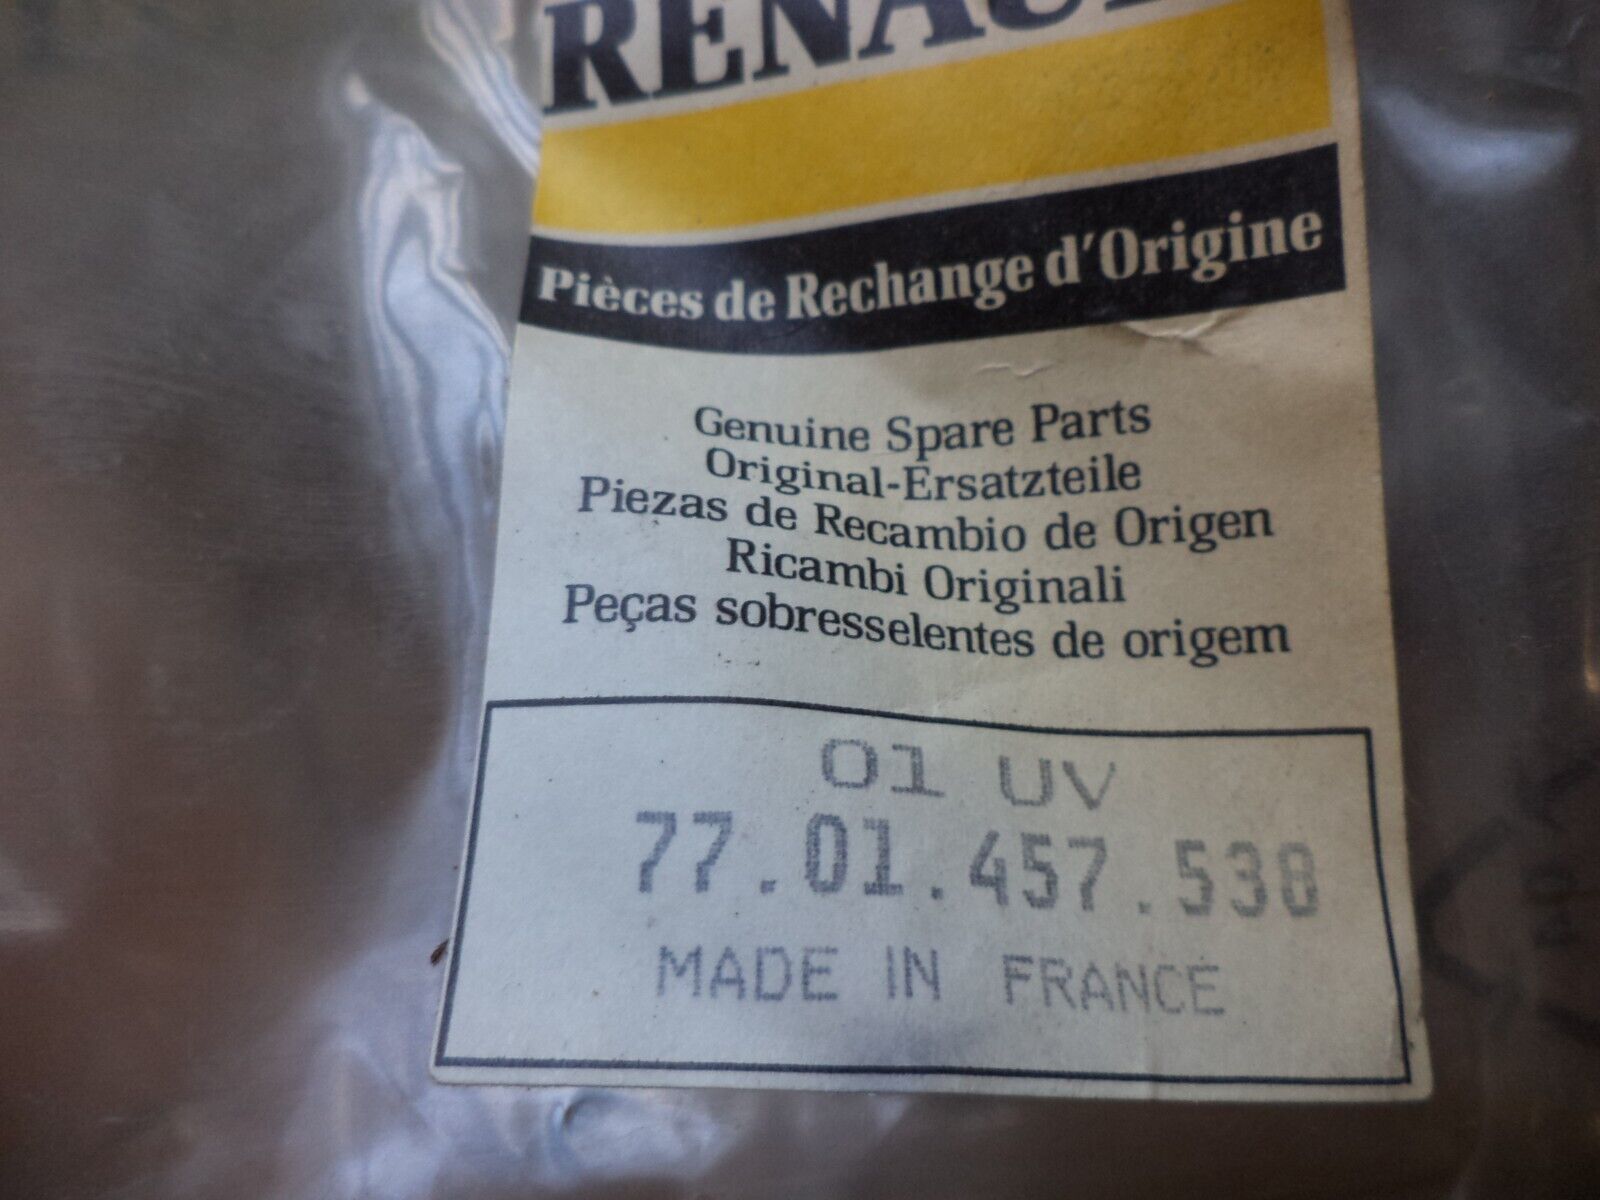 RENAULT
Pièces de Rechange d'Origine
Genuine Spare Parts
Original-Ersatzteile
Piezas de Recambio de Origen
Ricambi Originali
Peças sobresselentes de origem
01 UV
77.01.457.538
MADE IN FRANCE